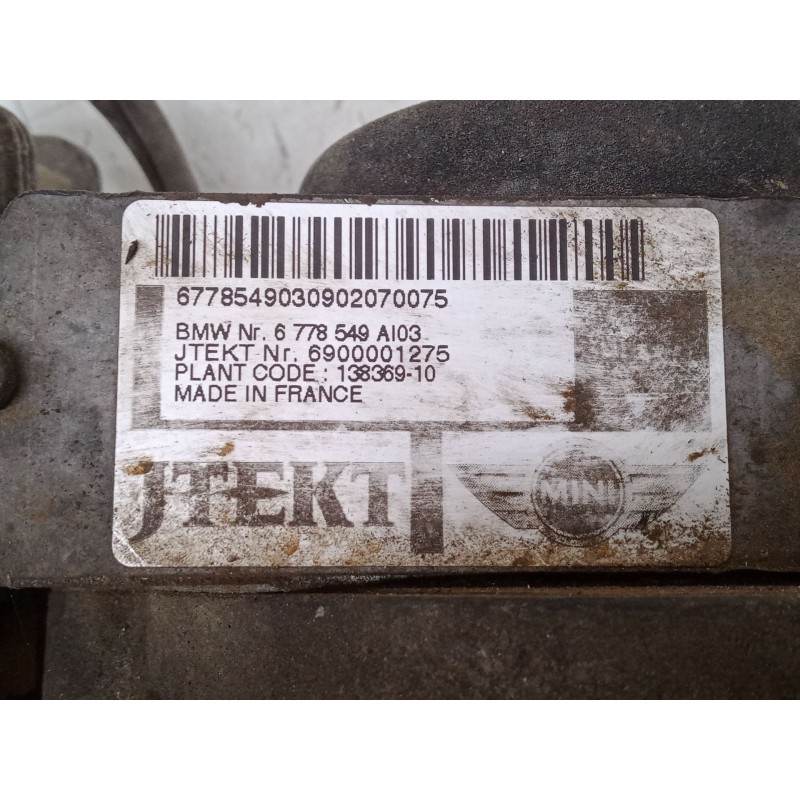 6778549030902070075
BMW Nr. 6 778 549 AI03
JTEKT Nr. 6900001275
PLANT CODE : 138369-10
MADE IN FRANCE
JTEKT
MINI